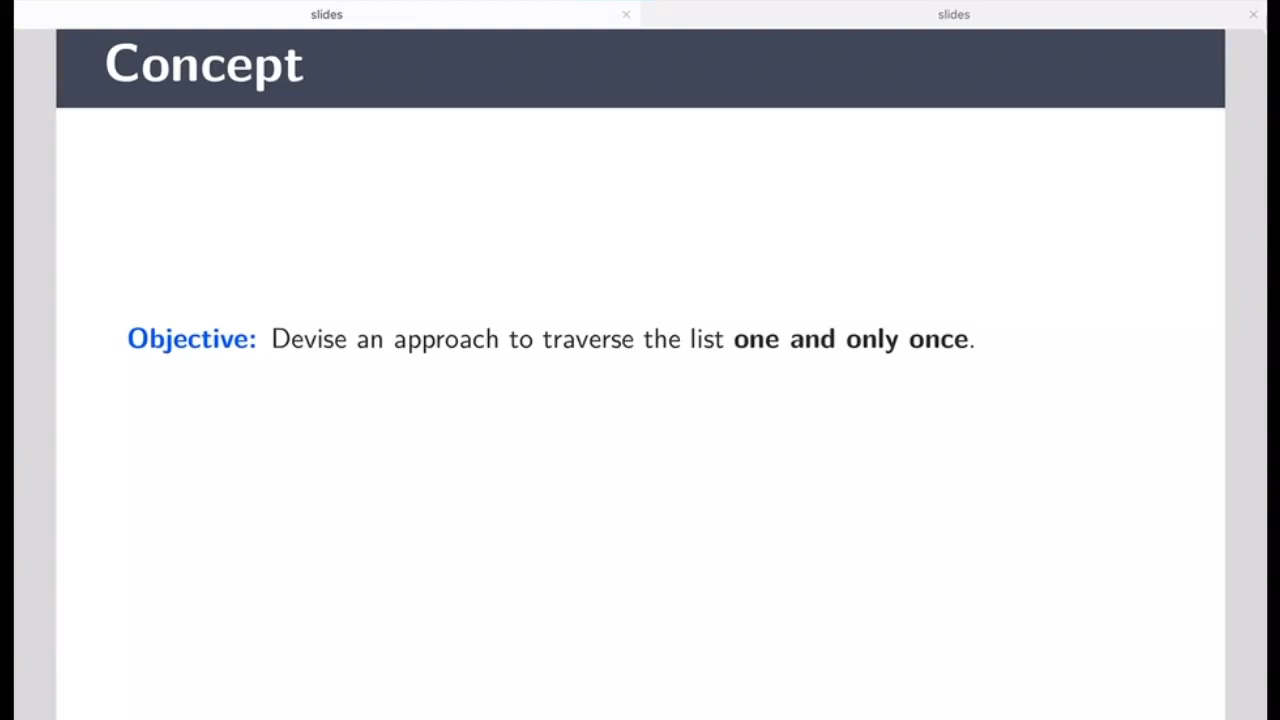 slides
slides
Concept
Objective: Devise an approach to traverse the list one and only once.